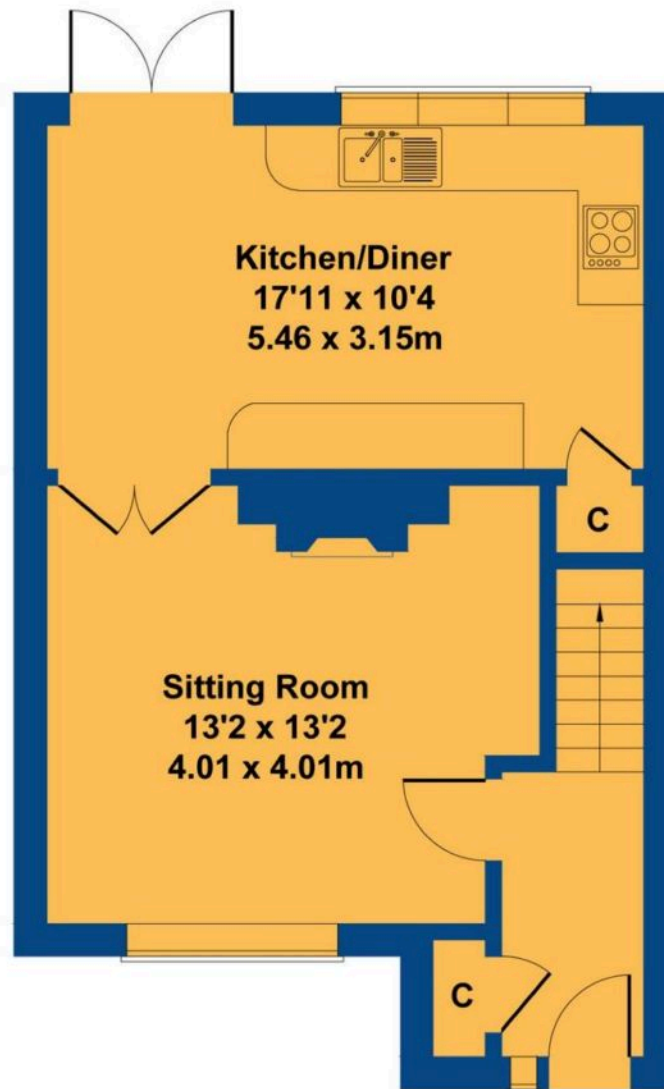 Kitchen/Diner
17'11 x 10'4
5.46 x 3.15m
C
Sitting Room
13'2 x 13'2
4.01 x 4.01m
C